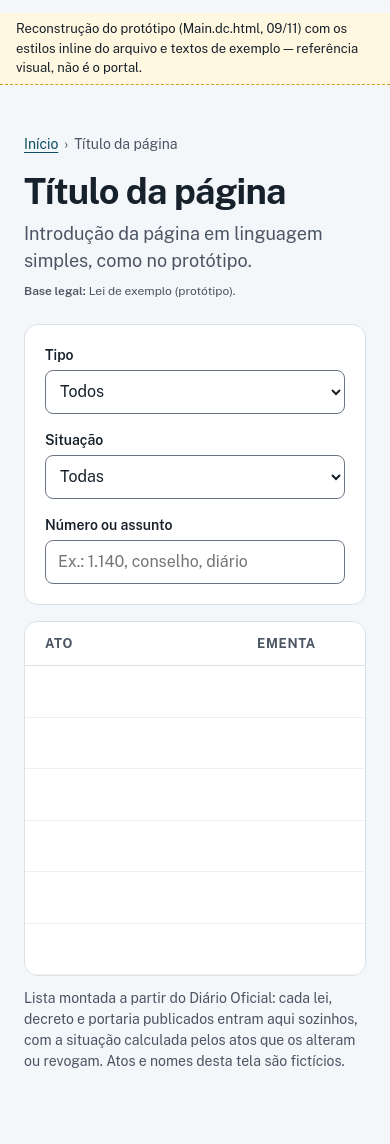 Reconstrução do protótipo (Main.dc.html, 09/11) com os
estilos inline do arquivo e textos de exemplo — referência
visual, não é o portal.
Início › Título da página
Título da página
Introdução da página em linguagem
simples, como no protótipo.
Base legal: Lei de exemplo (protótipo).
Tipo
Todos
Situação
Todas
Número ou assunto
Ex.: 1.140, conselho, diário
ATO EMENTA
Lista montada a partir do Diário Oficial: cada lei,
decreto e portaria publicados entram aqui sozinhos,
com a situação calculada pelos atos que os alteram
ou revogam. Atos e nomes desta tela são fictícios.